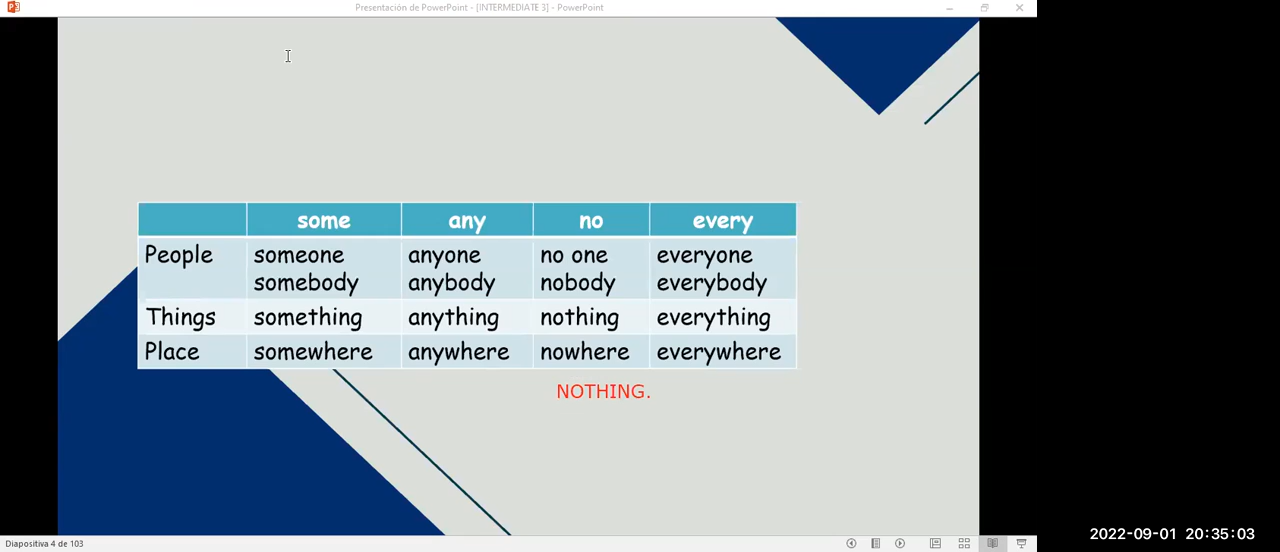 Presentación de PowerPoint - [INTERMEDIATE 3] - PowerPoint
some any no every
People someone anyone no one everyone
somebody anybody nobody everybody
Things something anything nothing everything
Place somewhere anywhere nowhere everywhere
NOTHING.
Diapositiva 4 de 103
2022-09-01 20:35:03